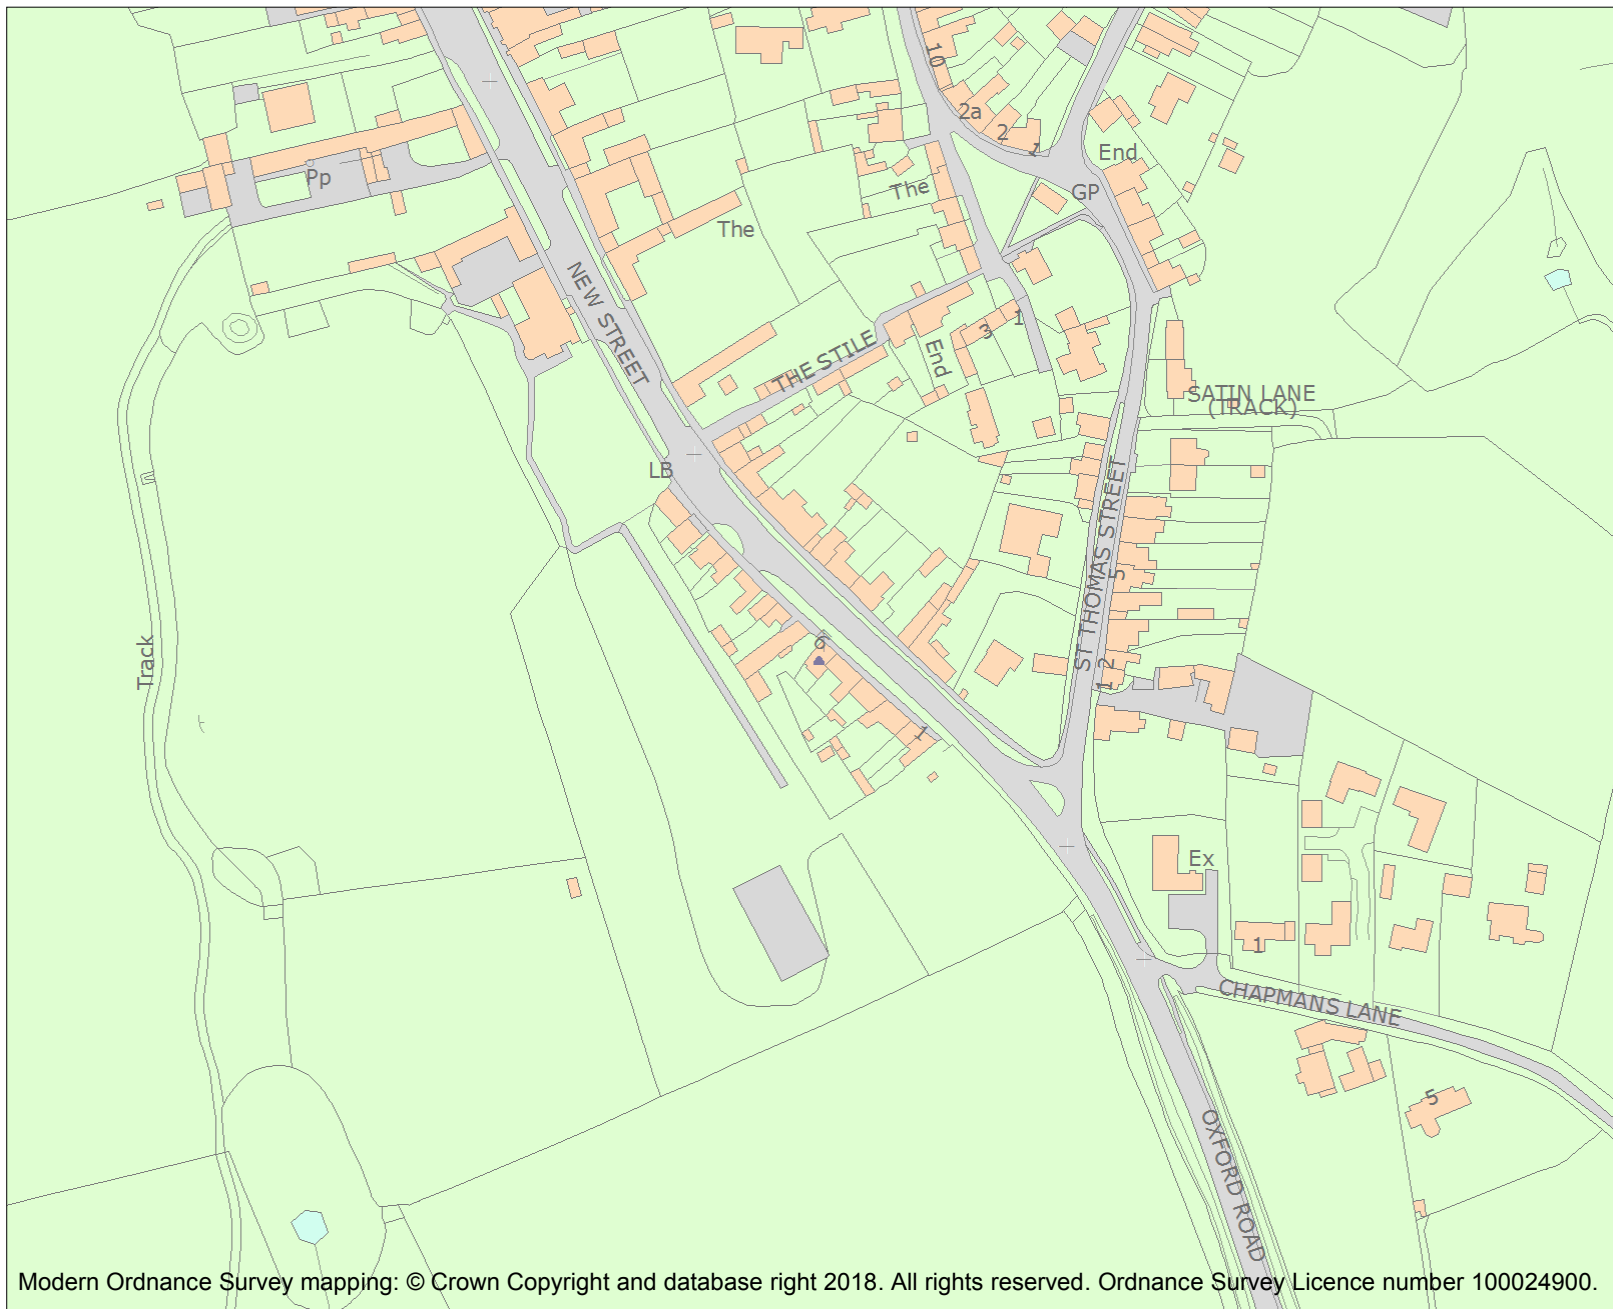 10
2a
2
1
End
Pp
The
GP
The
NEW STREET
1
3
THE STILE
End
SATIN LANE
(TRACK)
LB
ST THOMAS STREET
5
Track
6
2
1
1
Ex
1
CHAPMANS LANE
5
OXFORD ROAD
Modern Ordnance Survey mapping: © Crown Copyright and database right 2018. All rights reserved. Ordnance Survey Licence number 100024900.